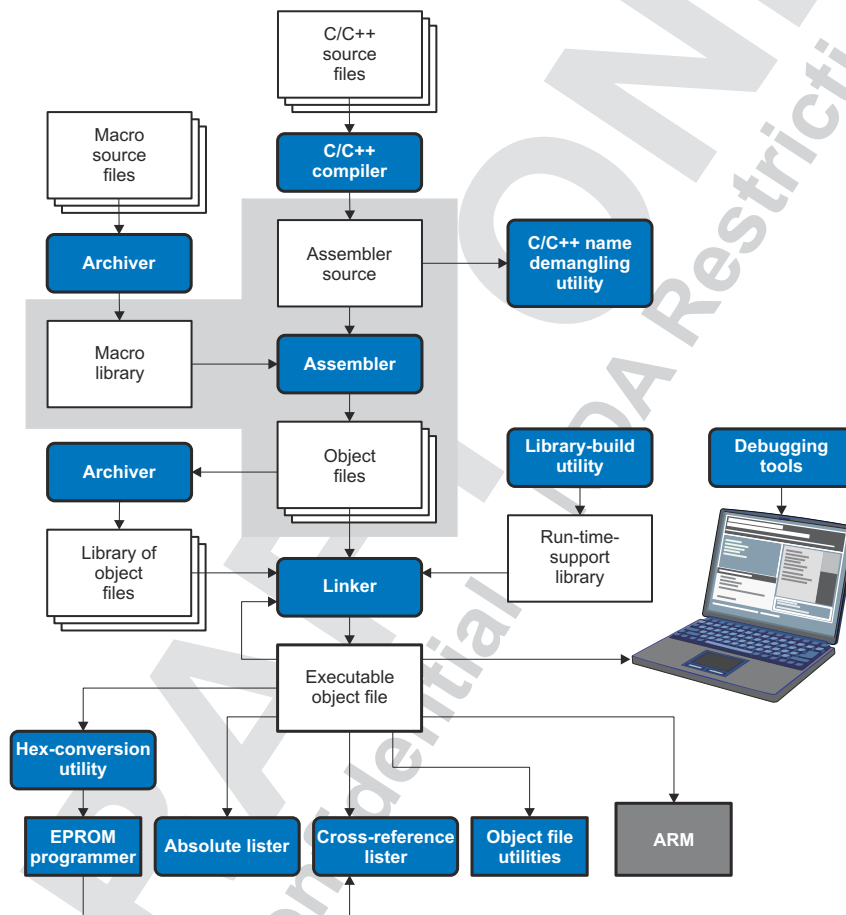 C/C++
source
files
Macro
source
files
C/C++
compiler
Archiver
Assembler
source
C/C++ name
demangling
utility
Macro
library
Assembler
Archiver
Object
files
Library-build
utility
Debugging
tools
Library of
object
files
Linker
Run-time-
support
library
Executable
object file
Hex-conversion
utility
EPROM
programmer
Absolute lister
Cross-reference
lister
Object file
utilities
ARM